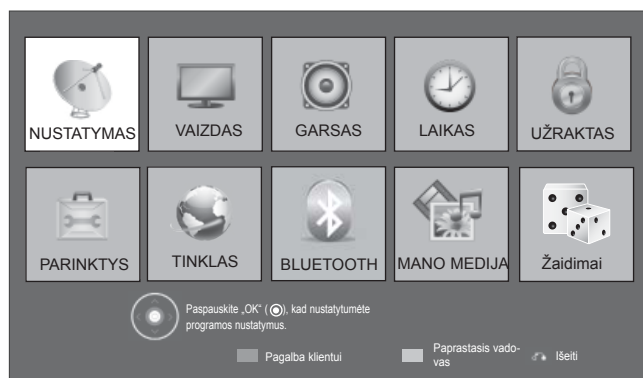 NUSTATYMAS
VAIZDAS
GARSAS
LAIKAS
UŽRAKTAS
PARINKTYS
TINKLAS
BLUETOOTH
MANO MEDIJA
Žaidimai
Paspauskite „OK“ (◉), kad nustatytumėte
programos nustatymus.
Pagalba klientui
Paprastasis vado-
vas
Išeiti